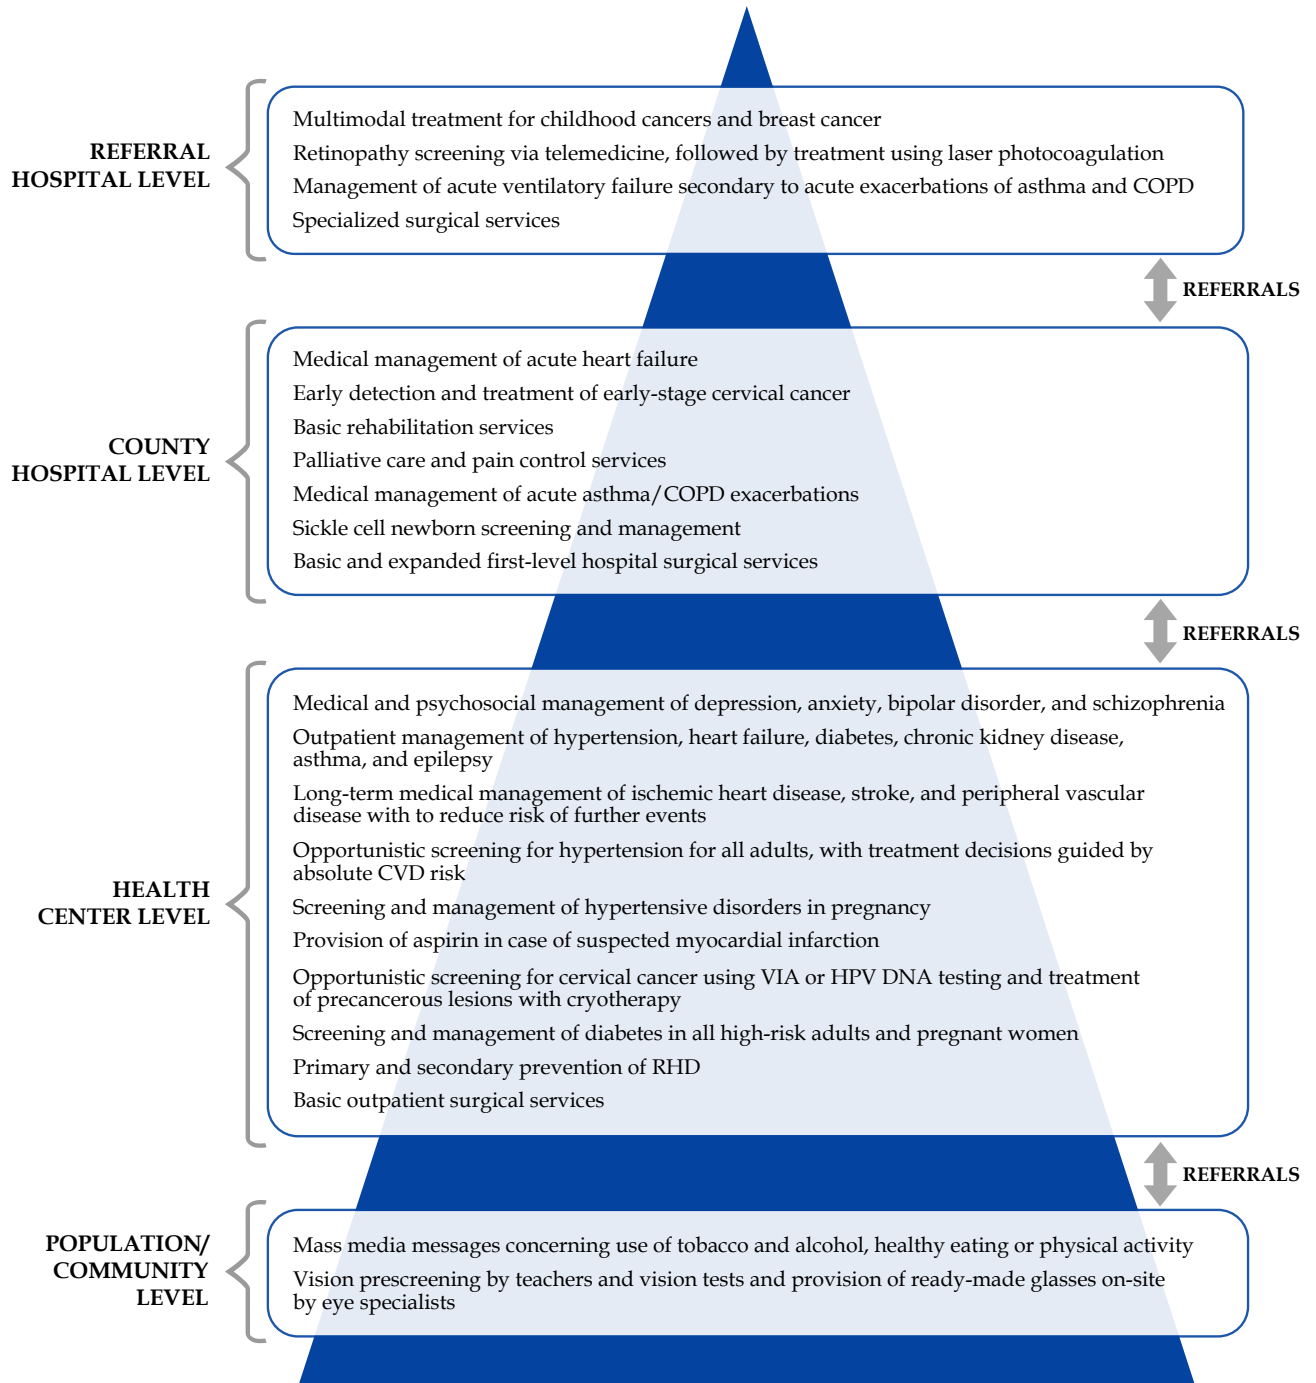 REFERRAL
HOSPITAL LEVEL
Multimodal treatment for childhood cancers and breast cancer
Retinopathy screening via telemedicine, followed by treatment using laser photocoagulation
Management of acute ventilatory failure secondary to acute exacerbations of asthma and COPD
Specialized surgical services
REFERRALS
COUNTY
HOSPITAL LEVEL
Medical management of acute heart failure
Early detection and treatment of early-stage cervical cancer
Basic rehabilitation services
Palliative care and pain control services
Medical management of acute asthma/COPD exacerbations
Sickle cell newborn screening and management
Basic and expanded first-level hospital surgical services
REFERRALS
HEALTH
CENTER LEVEL
Medical and psychosocial management of depression, anxiety, bipolar disorder, and schizophrenia
Outpatient management of hypertension, heart failure, diabetes, chronic kidney disease,
asthma, and epilepsy
Long-term medical management of ischemic heart disease, stroke, and peripheral vascular
disease with to reduce risk of further events
Opportunistic screening for hypertension for all adults, with treatment decisions guided by
absolute CVD risk
Screening and management of hypertensive disorders in pregnancy
Provision of aspirin in case of suspected myocardial infarction
Opportunistic screening for cervical cancer using VIA or HPV DNA testing and treatment
of precancerous lesions with cryotherapy
Screening and management of diabetes in all high-risk adults and pregnant women
Primary and secondary prevention of RHD
Basic outpatient surgical services
REFERRALS
POPULATION/
COMMUNITY
LEVEL
Mass media messages concerning use of tobacco and alcohol, healthy eating or physical activity
Vision prescreening by teachers and vision tests and provision of ready-made glasses on-site
by eye specialists